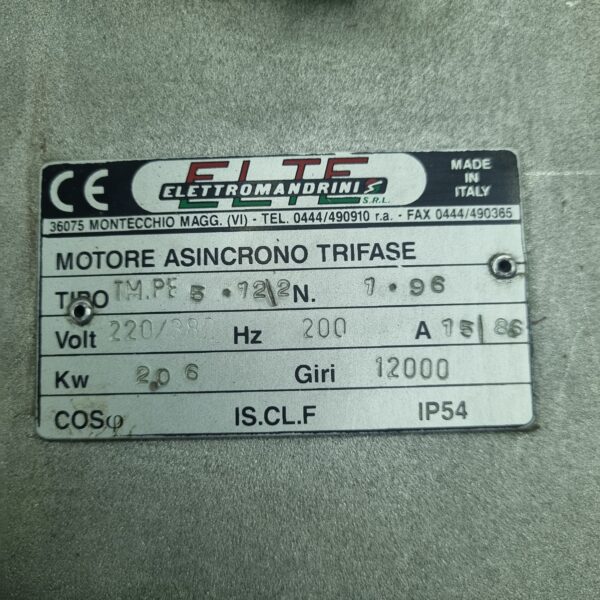 CE ELTE MADE IN ITALY
ELETTROMANDRINI S.R.L.
36075 MONTECCHIO MAGG. (VI) - TEL. 0444/490910 r.a. - FAX 0444/490365
MOTORE ASINCRONO TRIFASE
TIPO TM.PE 5.12/2 N. 1.96
Volt 220/380 Hz 200 A 15/86
Kw 2,06 Giri 12000
COSφ IS.CL.F IP54